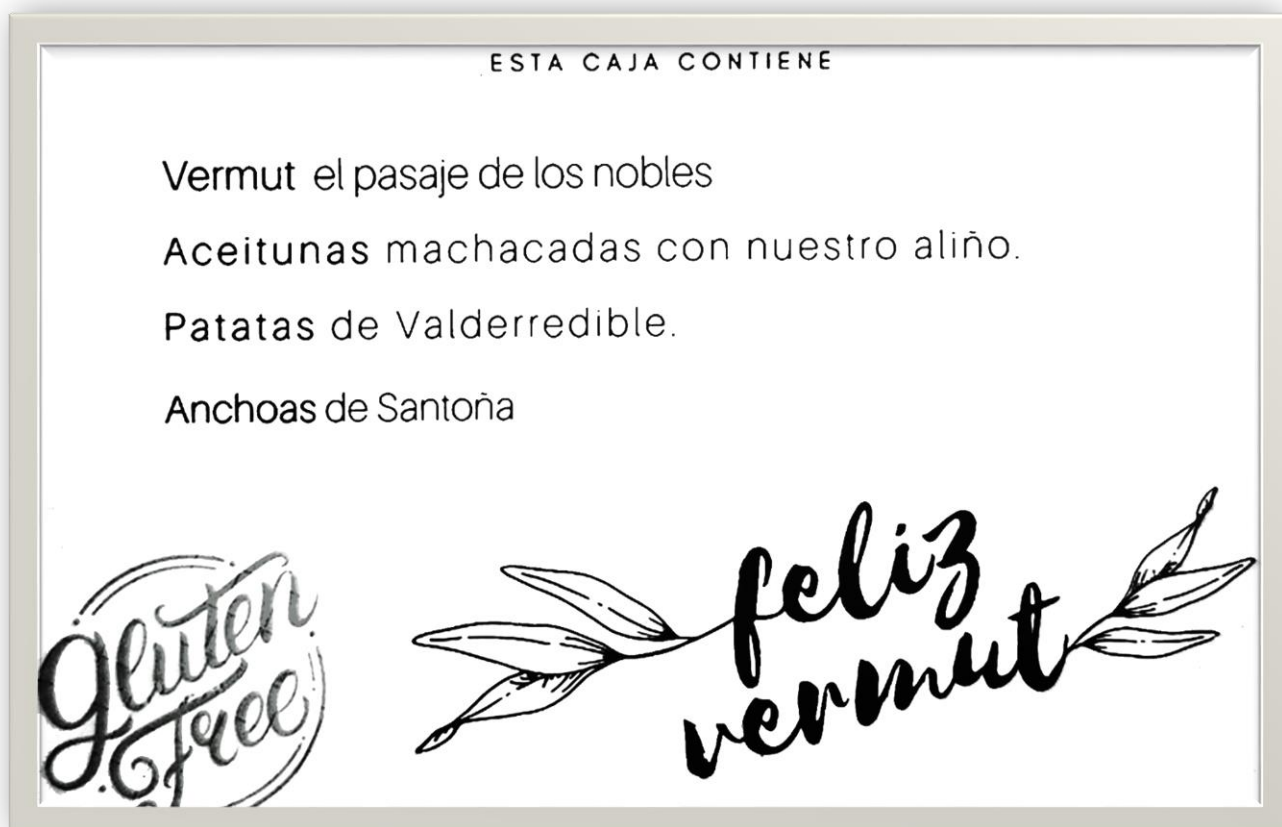 ESTA CAJA CONTIENE
Vermut el pasaje de los nobles
Aceitunas machacadas con nuestro aliño.
Patatas de Valderredible.
Anchoas de Santoña
gluten
Free
feliz
vermut